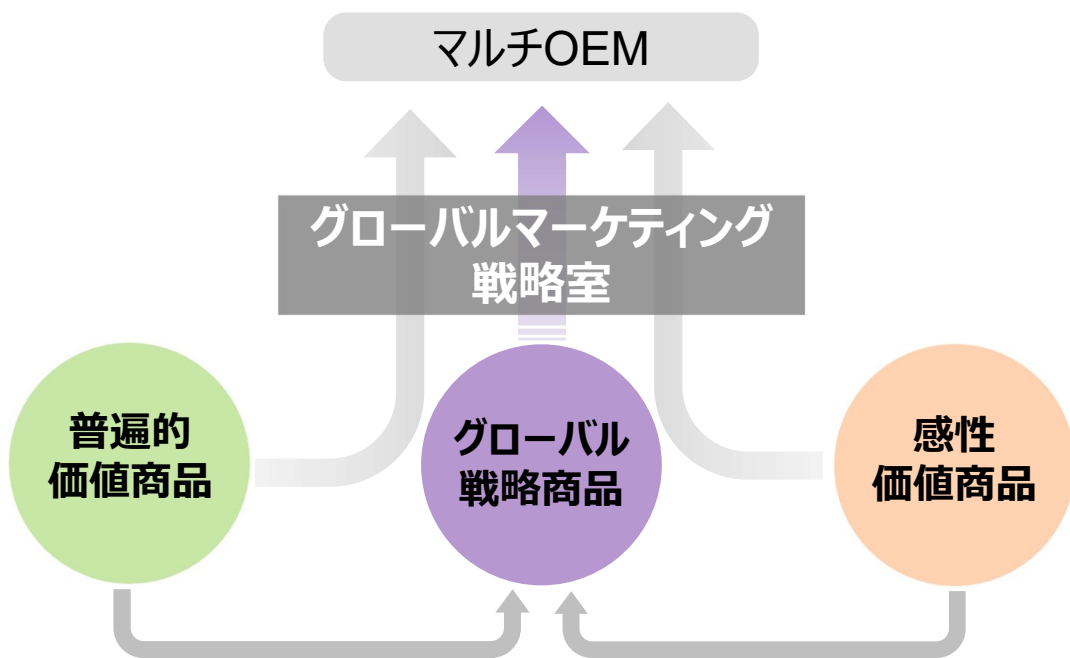 マルチOEM
グローバルマーケティング
戦略室
普遍的
価値商品
グローバル
戦略商品
感性
価値商品